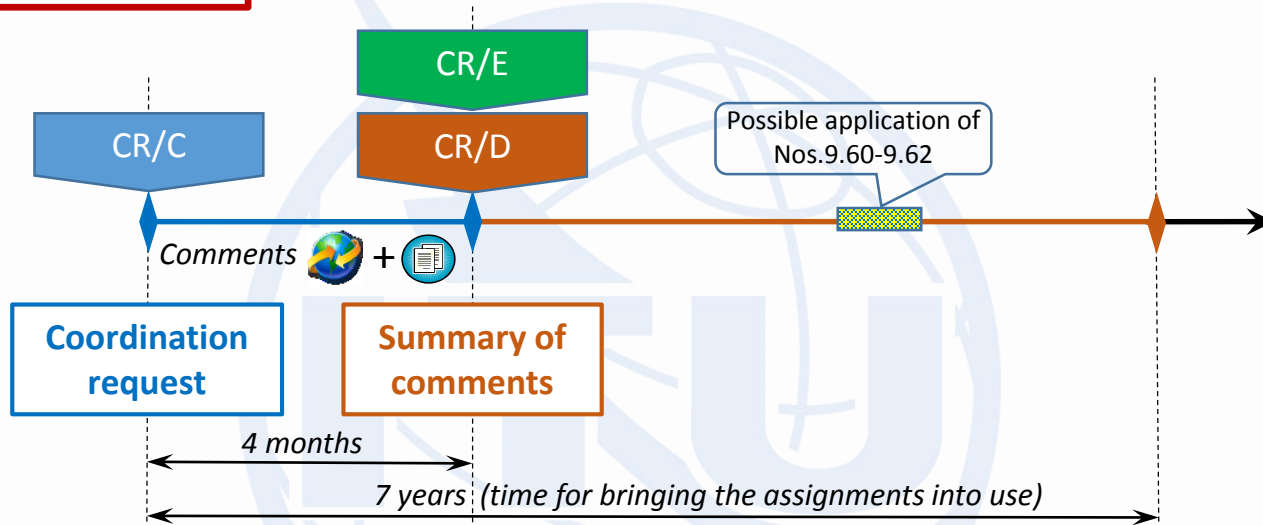 CR/E
CR/C
CR/D
Possible application of
Nos.9.60-9.62
Comments
+
Coordination
request
Summary of
comments
4 months
7 years (time for bringing the assignments into use)
ITU